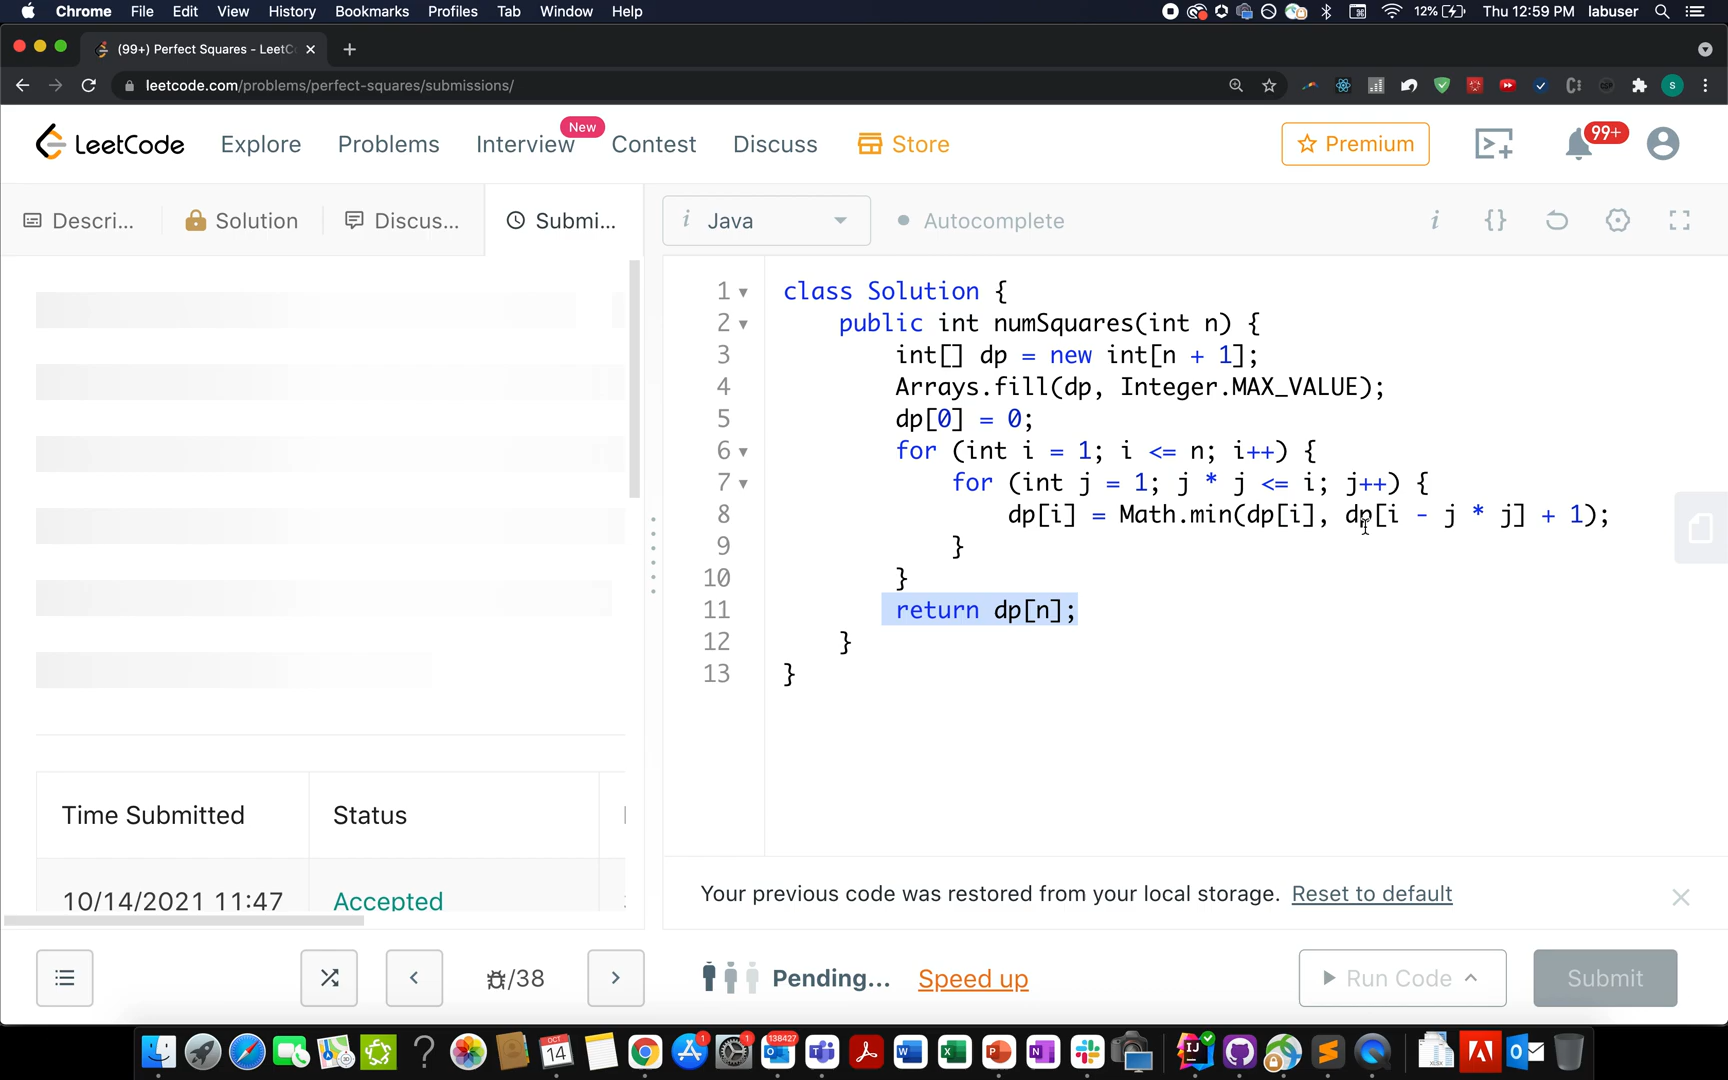 Chrome File Edit View History Bookmarks Profiles Tab Window Help 12% Thu 12:59 PM labuser
(99+) Perfect Squares - LeetC
leetcode.com/problems/perfect-squares/submissions/
S
LeetCode Explore Problems Interview New Contest Discuss Store Premium 99+
Descri... Solution Discus... Submi...
i Java Autocomplete i {}
1 class Solution {
2 public int numSquares(int n) {
3 int[] dp = new int[n + 1];
4 Arrays.fill(dp, Integer.MAX_VALUE);
5 dp[0] = 0;
6 for (int i = 1; i <= n; i++) {
7 for (int j = 1; j * j <= i; j++) {
8 dp[i] = Math.min(dp[i], dp[i - j * j] + 1);
9 }
10 }
11 return dp[n];
12 }
13 }
Time Submitted Status
10/14/2021 11:47 Accepted
Your previous code was restored from your local storage. Reset to default
/38 Pending... Speed up Run Code Submit
OCT 14 1 1 138427